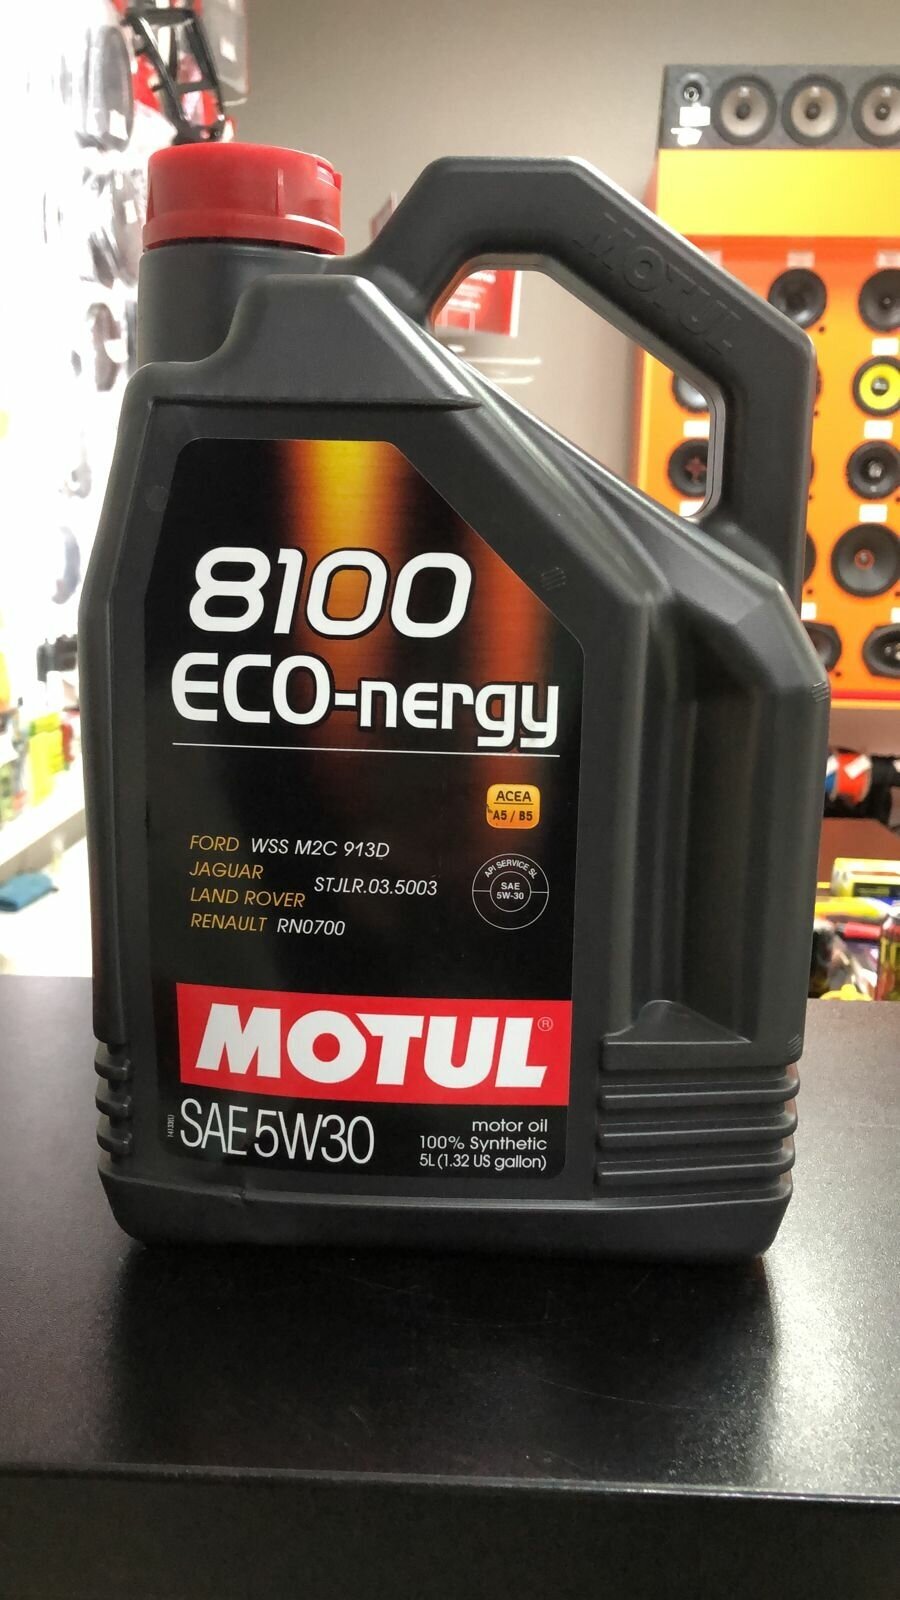 MOTUL
8100
ECO-nergy
ACEA
A5 / B5
FORD WSS M2C 913D
JAGUAR
STJLR.03.5003
LAND ROVER
RENAULT RN0700
API SERVICE SL
SAE
5W-30
MOTUL®
SAE 5W30
motor oil
100% Synthetic
5L (1.32 US gallon)